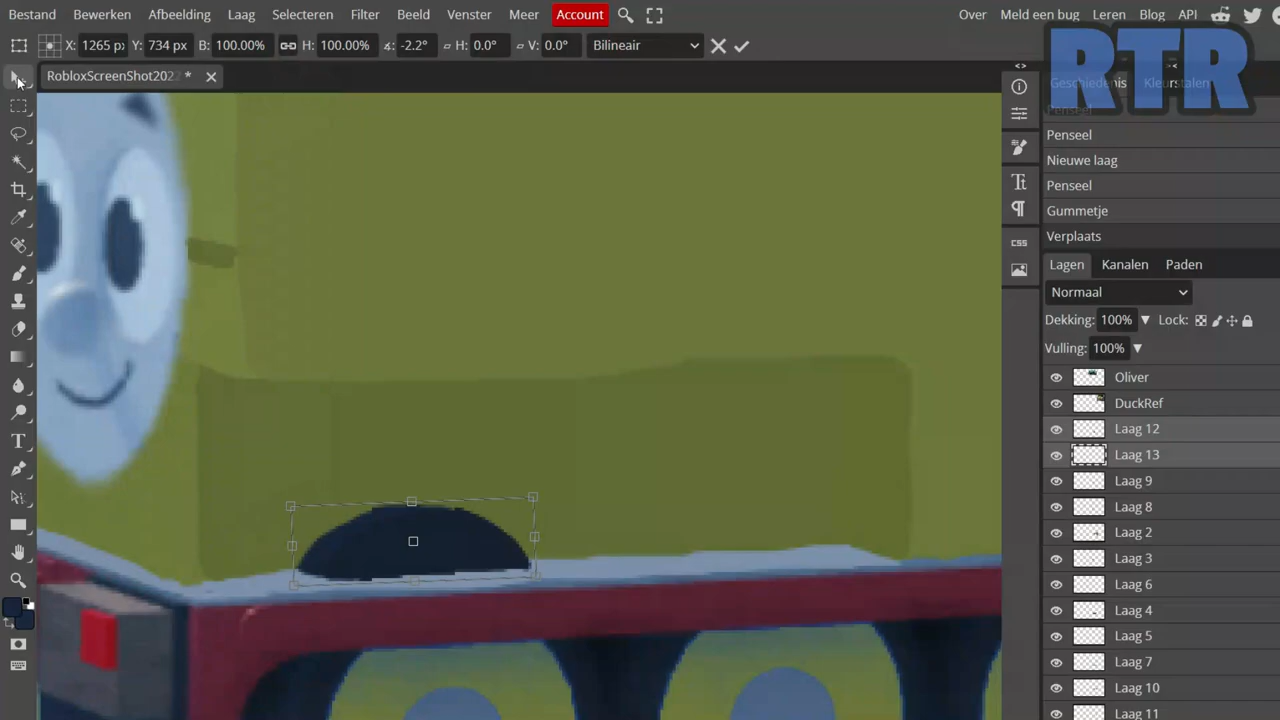 Bestand Bewerken Afbeelding Laag Selecteren Filter Beeld Venster Meer Account Over Meld een bug Leren Blog API
X: 1265 px Y: 734 px B: 100.00% H: 100.00% ∡: -2.2° H: 0.0° V: 0.0° Bilineair
RobloxScreenShot202 *
RTR
Geschiedenis Kleurstalen
Penseel
Penseel
Nieuwe laag
Penseel
Gummetje
Verplaats
Lagen Kanalen Paden
Normaal
Dekking: 100% Lock:
Vulling: 100%
Oliver
DuckRef
Laag 12
Laag 13
Laag 9
Laag 8
Laag 2
Laag 3
Laag 6
Laag 4
Laag 5
Laag 7
Laag 10
Laag 11
CSS